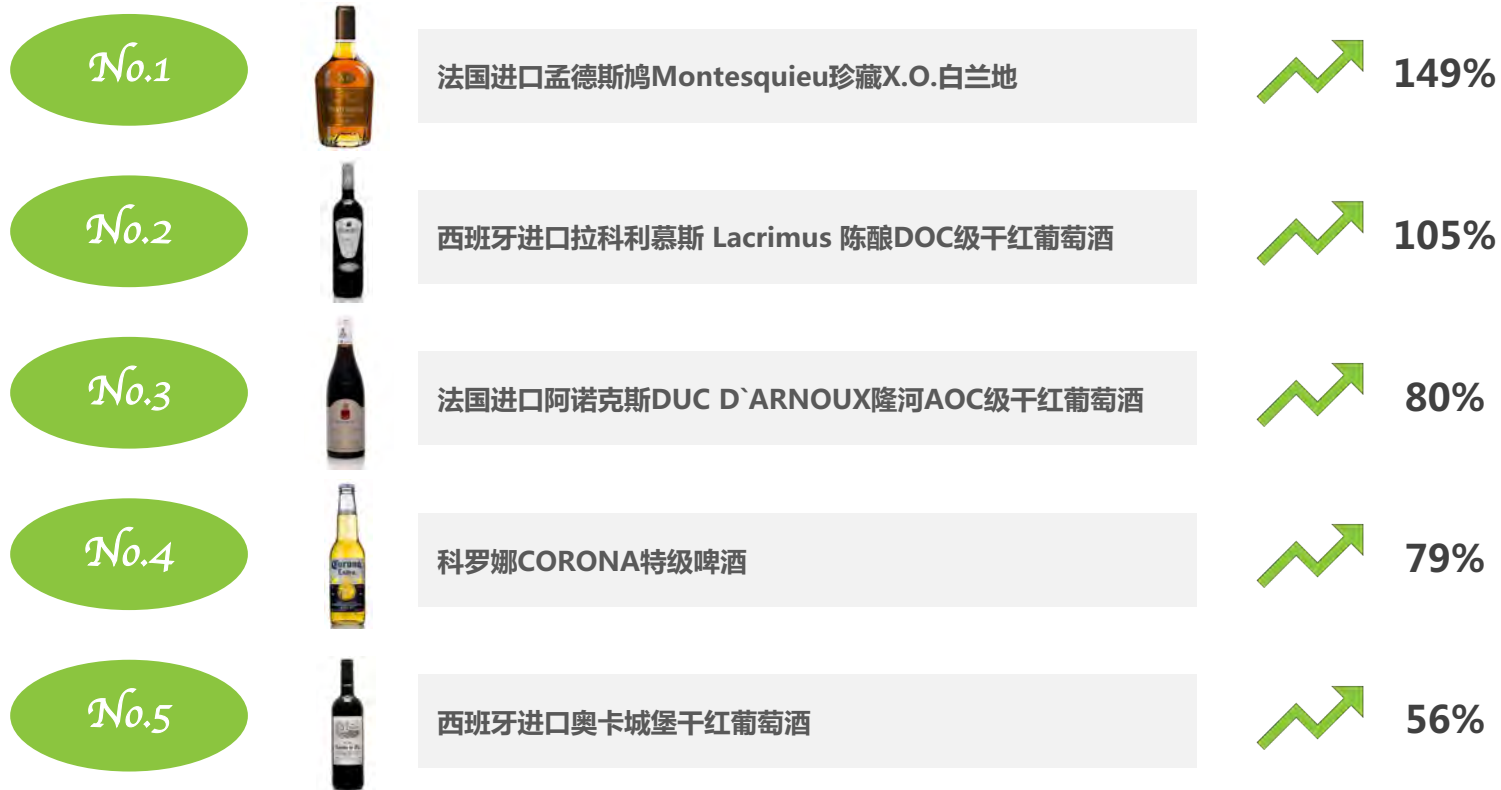 No.1
法国进口孟德斯鸠Montesquieu珍藏X.O.白兰地
149%
No.2
西班牙进口拉科利慕斯 Lacrimus 陈酿DOC级干红葡萄酒
105%
No.3
法国进口阿诺克斯DUC D`ARNOUX隆河AOC级干红葡萄酒
80%
No.4
Corona
Extra
科罗娜CORONA特级啤酒
79%
No.5
西班牙进口奥卡城堡干红葡萄酒
56%